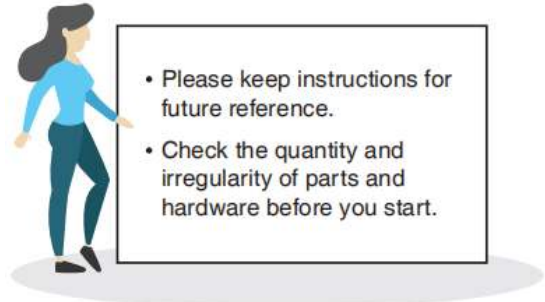 • Please keep instructions for
future reference.
• Check the quantity and
irregularity of parts and
hardware before you start.